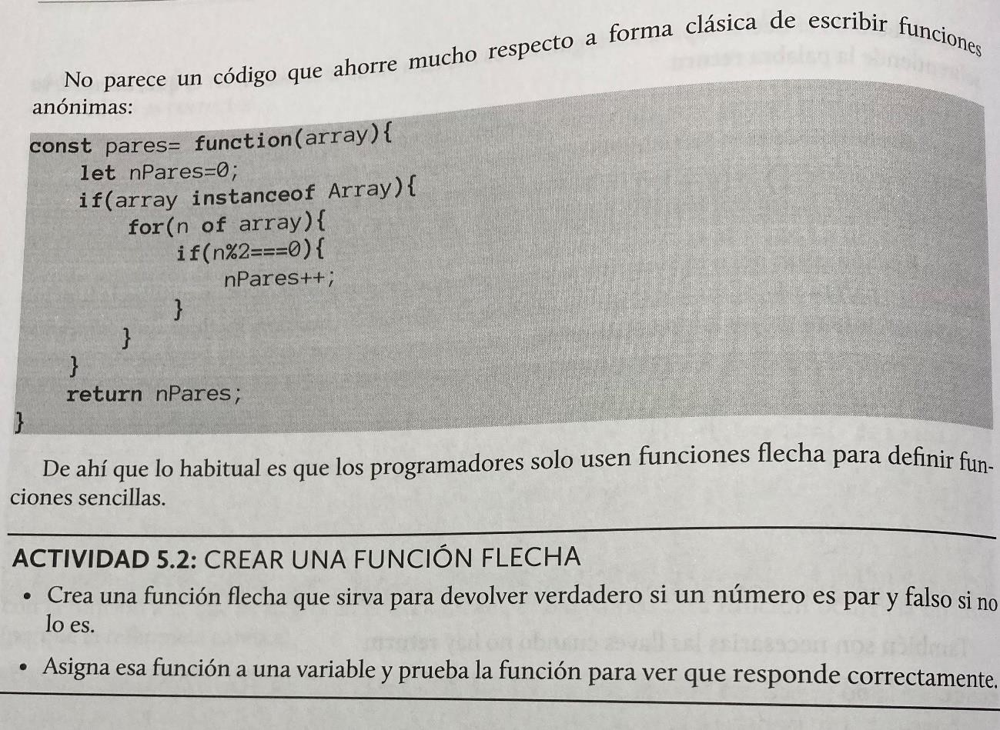 No parece un código que ahorre mucho respecto a forma clásica de escribir funciones
anónimas:
const pares= function(array){
let nPares=0;
if(array instanceof Array){
for(n of array){
if(n%2===0){
nPares++;
}
}
}
return nPares;
}
De ahí que lo habitual es que los programadores solo usen funciones flecha para definir fun-
ciones sencillas.
ACTIVIDAD 5.2: CREAR UNA FUNCIÓN FLECHA
• Crea una función flecha que sirva para devolver verdadero si un número es par y falso si no
lo es.
• Asigna esa función a una variable y prueba la función para ver que responde correctamente.